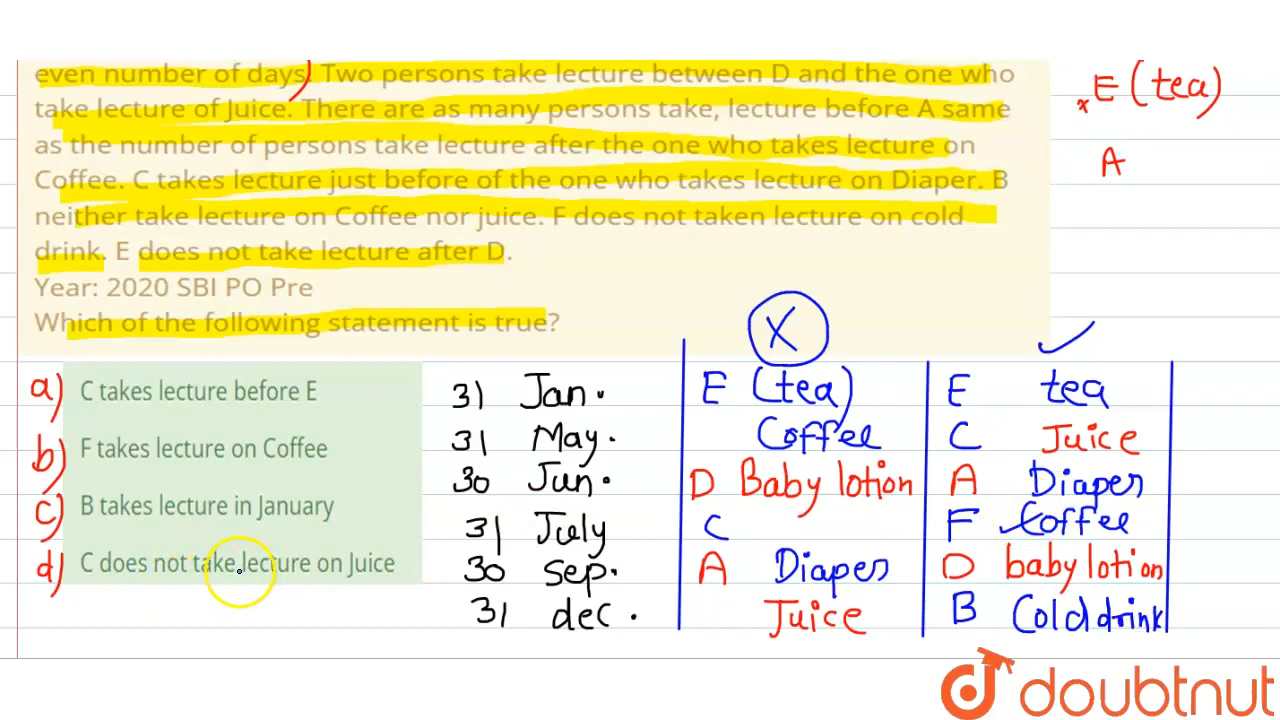 even number of days) Two persons take lecture between D and the one who
take lecture of Juice. There are as many persons take, lecture before A same
as the number of persons take lecture after the one who takes lecture on
Coffee. C takes lecture just before of the one who takes lecture on Diaper. B
neither take lecture on Coffee nor juice. F does not taken lecture on cold
drink. E does not take lecture after D.
Year: 2020 SBI PO Pre
Which of the following statement is true?
x E (tea)
A
a) C takes lecture before E
b) F takes lecture on Coffee
c) B takes lecture in January
d) C does not take lecture on Juice
X
31 Jan. E (tea) E tea
31 May. Coffee C Juice
30 Jun. D Baby lotion A Diaper
31 July C F Coffee
30 sep. A Diaper D baby lotion
31 dec. Juice B Cold drink
doubtnut